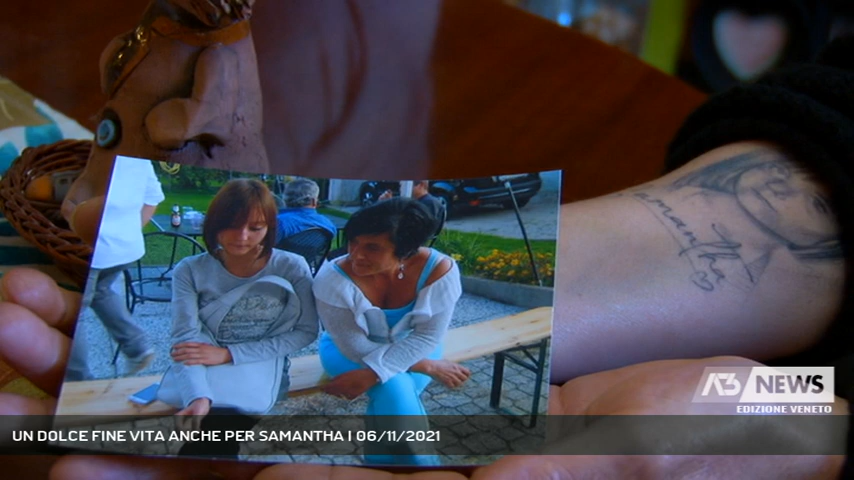 Samantha
A3 NEWS
EDIZIONE VENETO
UN DOLCE FINE VITA ANCHE PER SAMANTHA | 06/11/2021